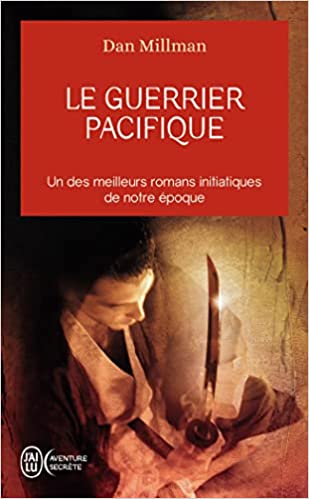 Dan Millman
LE GUERRIER
PACIFIQUE
Un des meilleurs romans initiatiques
de notre époque
J'AI
LU
AVENTURE
SECRÈTE